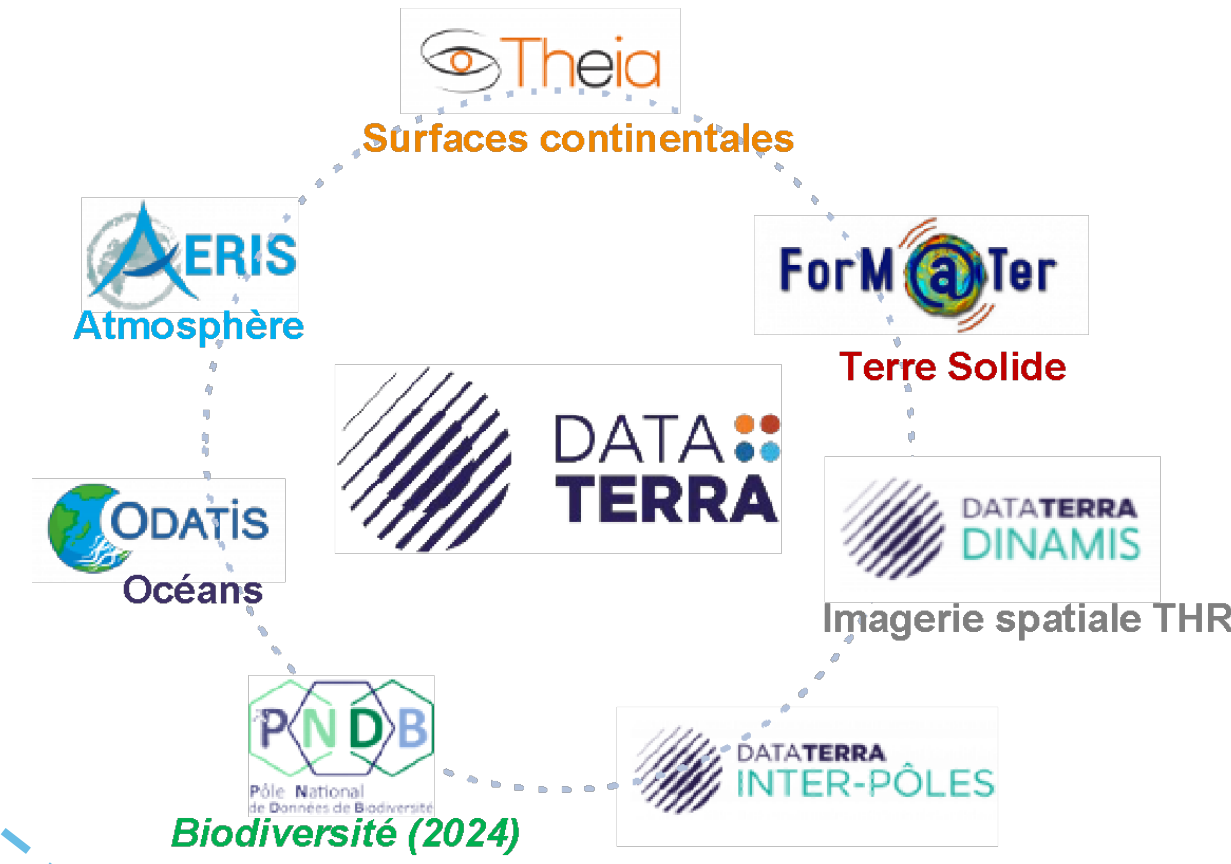 Theia
Surfaces continentales
AERIS
Atmosphère
ForM@Ter
Terre Solide
DATA
TERRA
ODATIS
Océans
DATATERRA
DINAMIS
Imagerie spatiale THR
PNDB
Pôle National
de Données de Biodiversité
Biodiversité (2024)
DATATERRA
INTER-PÔLES